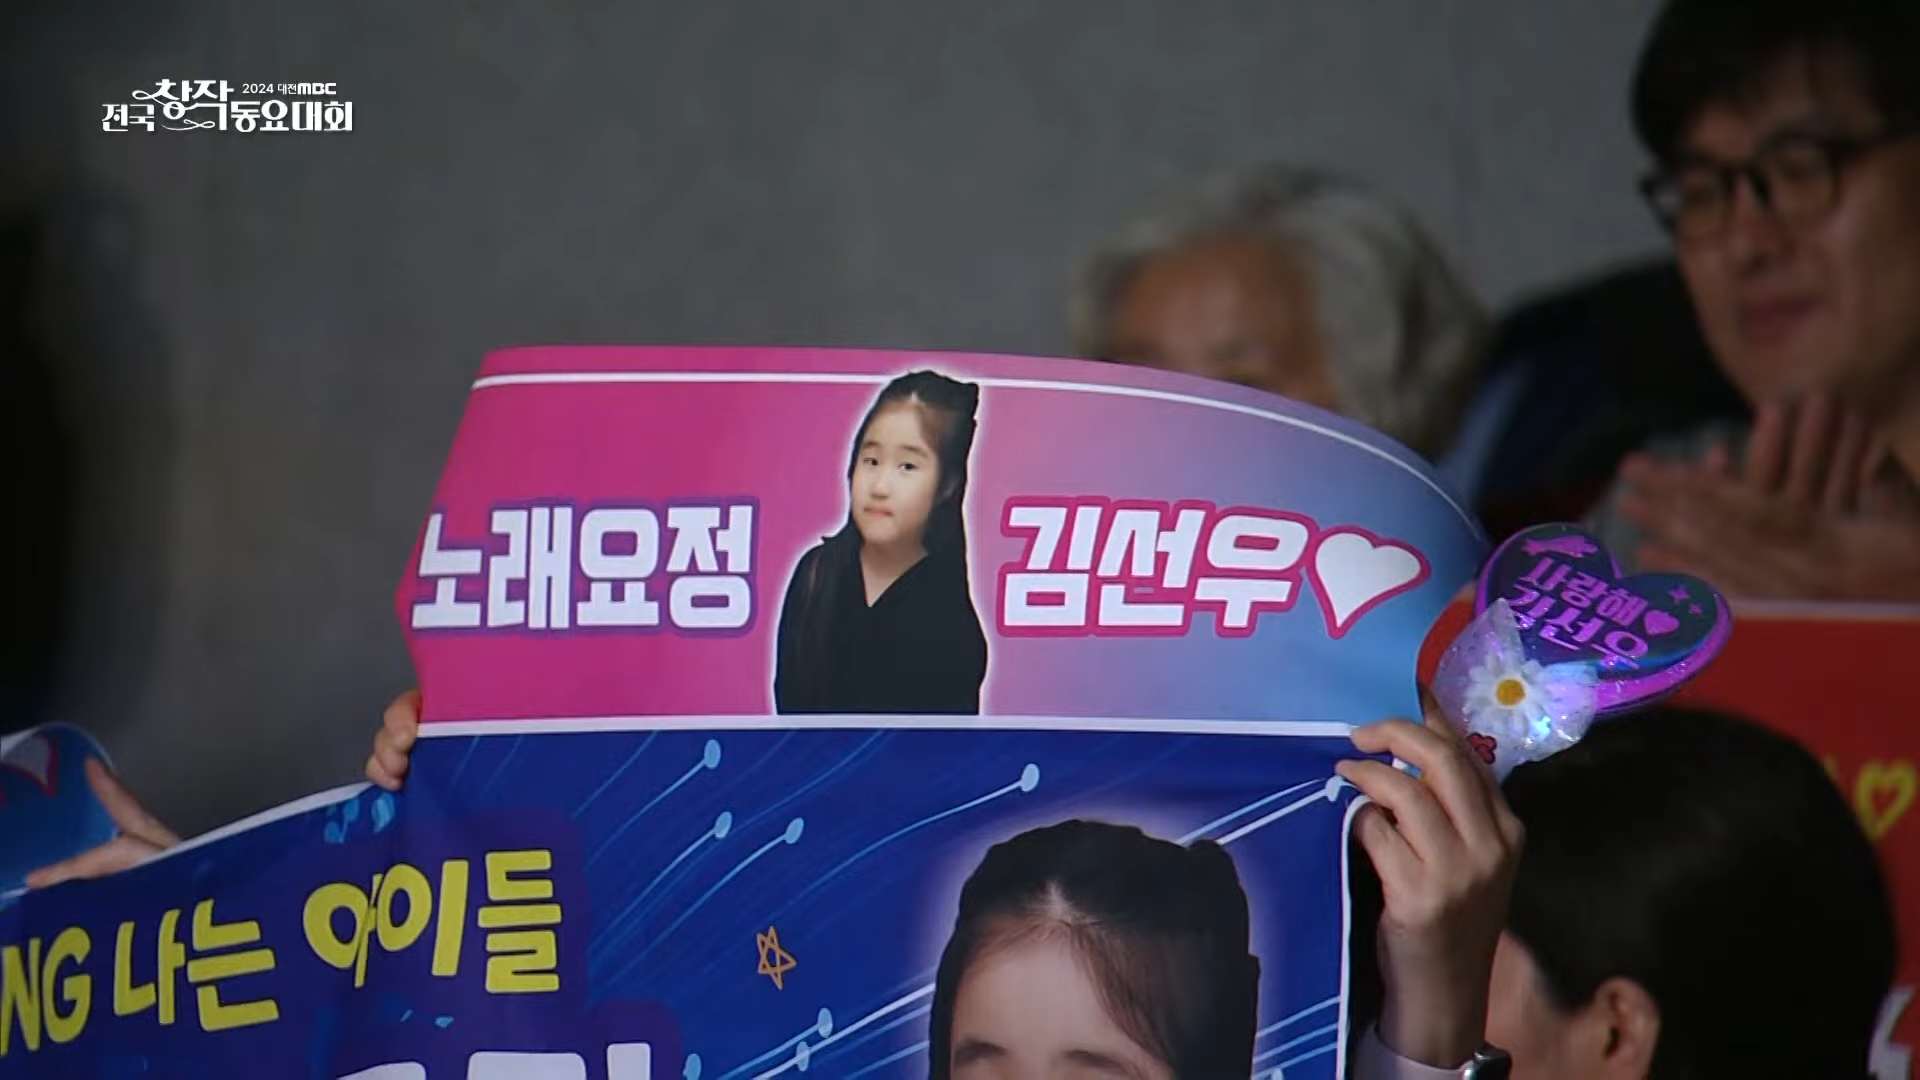 2024 대전MBC
전국창작동요대회
노래요정 김선우♡
사랑해♥
김선우
NG 나는 아이들